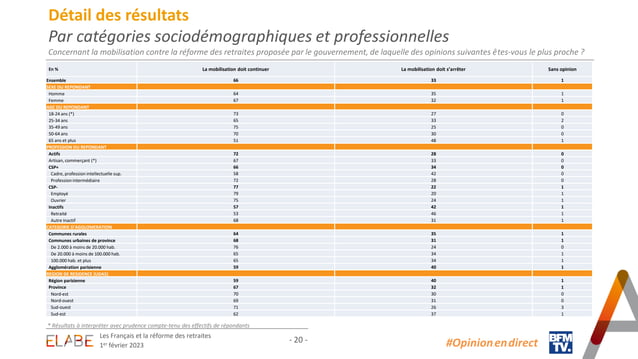 Détail des résultats
Par catégories sociodémographiques et professionnelles
Concernant la mobilisation contre la réforme des retraites proposée par le gouvernement, de laquelle des opinions suivantes êtes-vous le plus proche ?
En % La mobilisation doit continuer La mobilisation doit s'arrêter Sans opinion
Ensemble 66 33 1
SEXE DU REPONDANT
Homme 64 35 1
Femme 67 32 1
AGE DU REPONDANT
18-24 ans (*) 73 27 0
25-34 ans 65 33 2
35-49 ans 75 25 0
50-64 ans 70 30 0
65 ans et plus 51 48 1
PROFESSION DU REPONDANT
Actifs 72 28 0
Artisan, commerçant (*) 67 33 0
CSP+ 66 34 0
Cadre, profession intellectuelle sup. 58 42 0
Profession intermédiaire 72 28 0
CSP- 77 22 1
Employé 79 20 1
Ouvrier 75 24 1
Inactifs 57 42 1
Retraité 53 46 1
Autre inactif 68 31 1
CATEGORIE D'AGGLOMERATION
Communes rurales 64 35 1
Communes urbaines de province 68 31 1
De 2.000 à moins de 20.000 hab. 76 24 0
De 20.000 à moins de 100.000 hab. 65 34 1
100.000 hab. et plus 65 34 1
Agglomération parisienne 59 40 1
REGION DE RESIDENCE (UDA5)
Région parisienne 59 40 1
Province 67 32 1
Nord-est 70 30 0
Nord-ouest 69 31 0
Sud-ouest 71 26 3
Sud-est 62 37 1
* Résultats à interpréter avec prudence compte-tenu des effectifs de répondants
ELABE
Les Français et la réforme des retraites
1er février 2023
- 20 -
#Opinion en direct
BFM
TV.